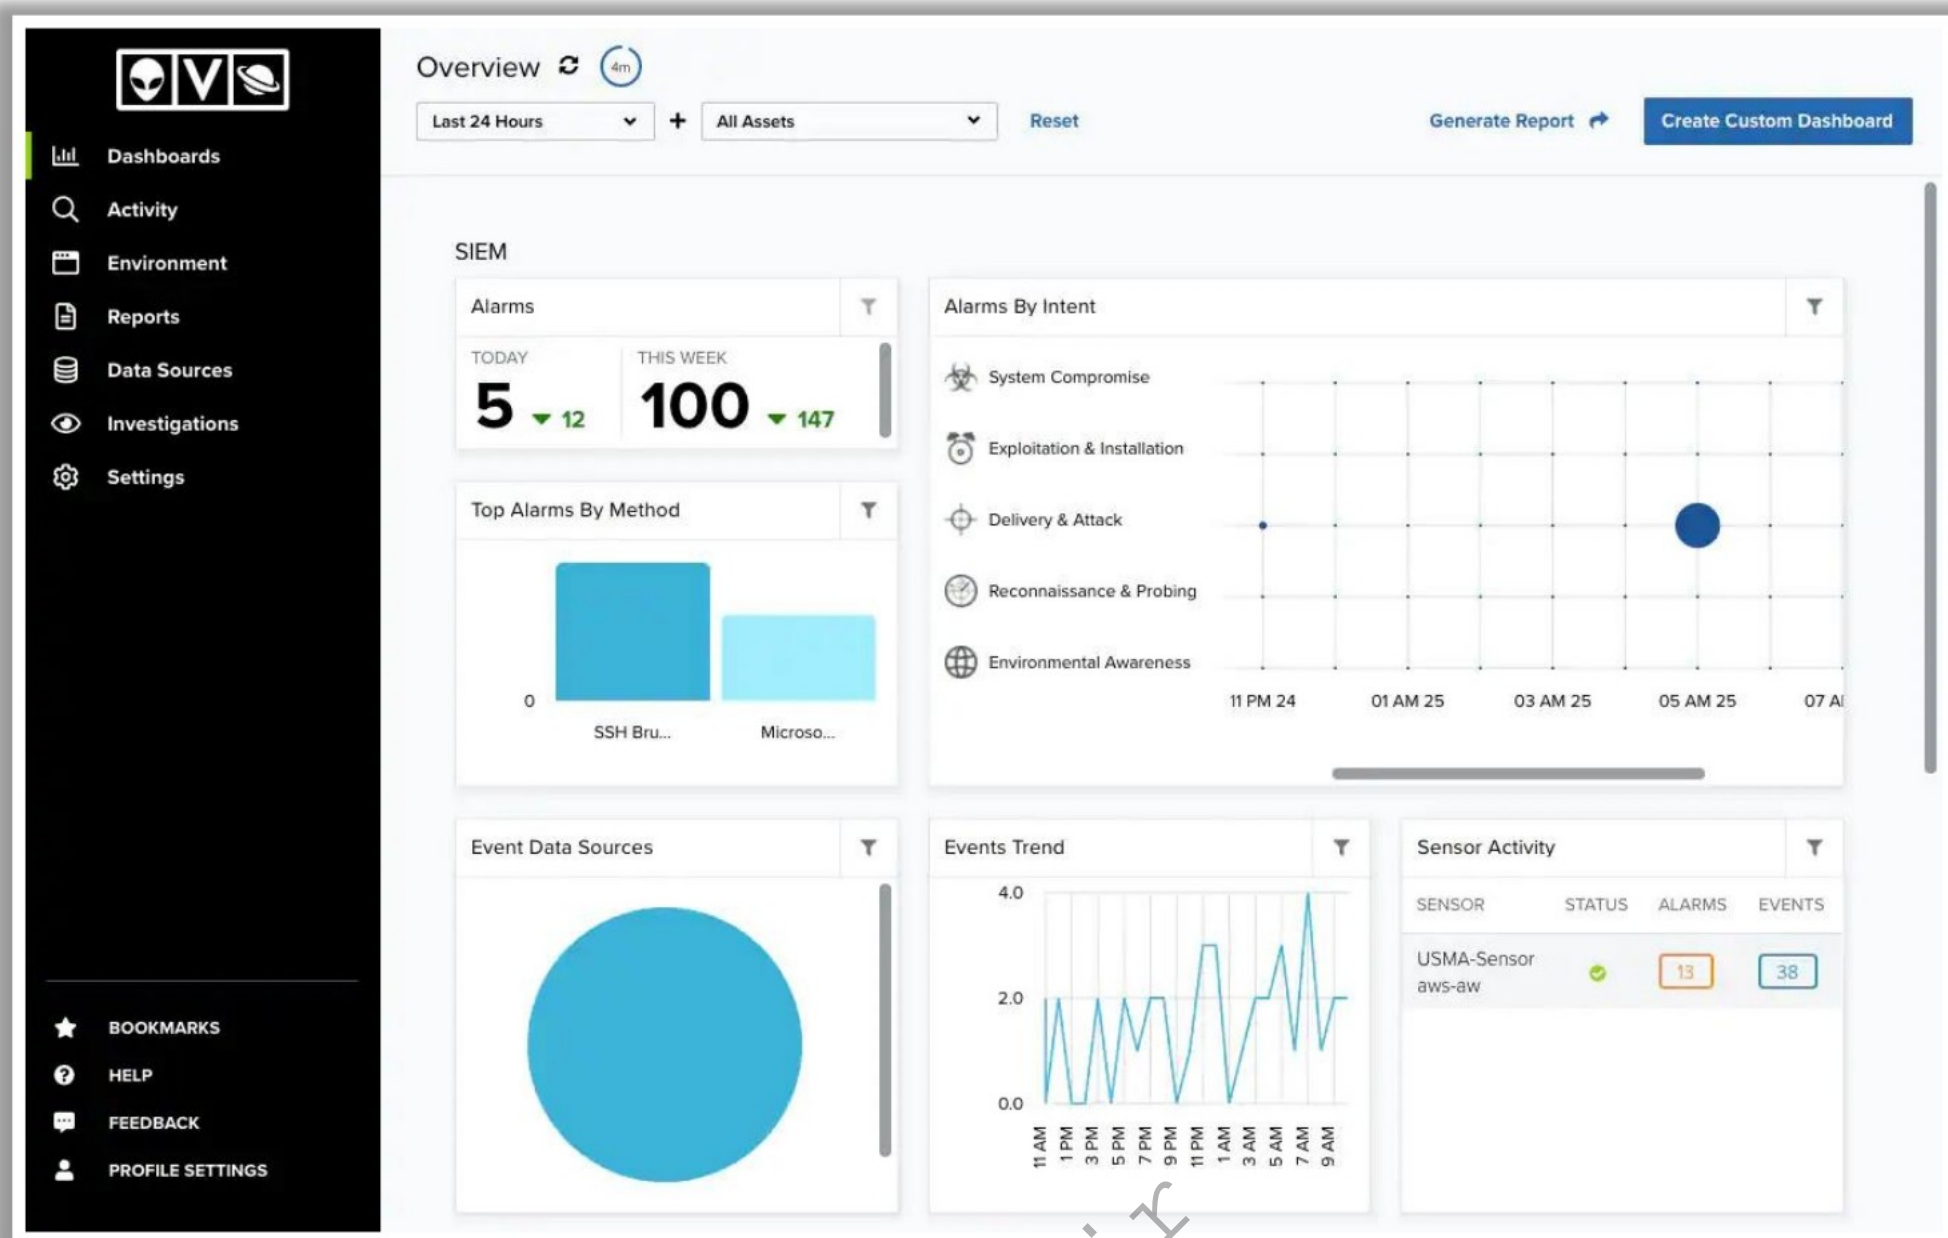 V
Dashboards
Activity
Environment
Reports
Data Sources
Investigations
Settings
BOOKMARKS
HELP
FEEDBACK
PROFILE SETTINGS
Overview 4m
Last 24 Hours + All Assets Reset Generate Report Create Custom Dashboard
SIEM
Alarms
TODAY THIS WEEK
5 12 100 147
Alarms By Intent
System Compromise
Exploitation & Installation
Delivery & Attack
Reconnaissance & Probing
Environmental Awareness
11 PM 24 01 AM 25 03 AM 25 05 AM 25 07 A
Top Alarms By Method
0
SSH Bru... Microso...
Event Data Sources
Events Trend
4.0
2.0
0.0
11 AM 1 PM 3 PM 5 PM 7 PM 9 PM 11 PM 1 AM 3 AM 5 AM 7 AM 9 AM
Sensor Activity
SENSOR STATUS ALARMS EVENTS
USMA-Sensor
aws-aw
13 38